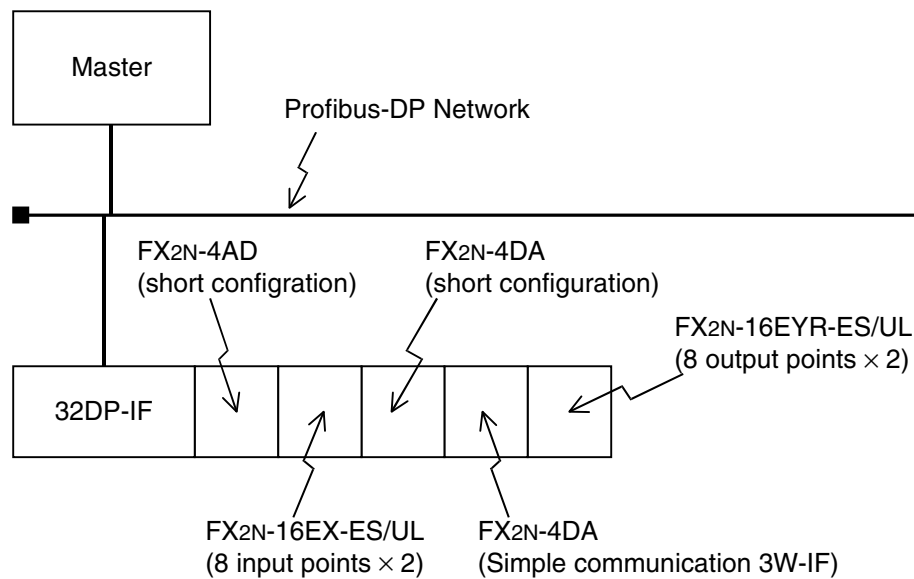 Master
Profibus-DP Network
FX2N-4AD
(short configration)
FX2N-4DA
(short configuration)
FX2N-16EYR-ES/UL
(8 output points × 2)
32DP-IF
FX2N-16EX-ES/UL
(8 input points × 2)
FX2N-4DA
(Simple communication 3W-IF)